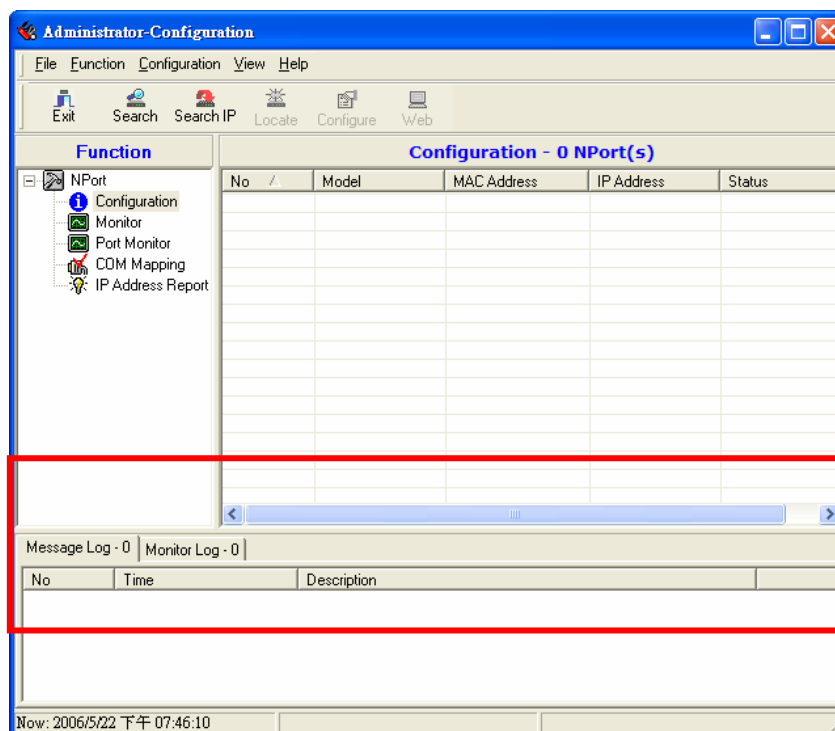 Administrator-Configuration
File Function Configuration View Help
Exit Search Search IP Locate Configure Web
Function
Configuration - 0 NPort(s)
NPort
Configuration
Monitor
Port Monitor
COM Mapping
IP Address Report
No Model MAC Address IP Address Status
Message Log - 0 Monitor Log - 0
No Time Description
Now: 2006/5/22 下午 07:46:10